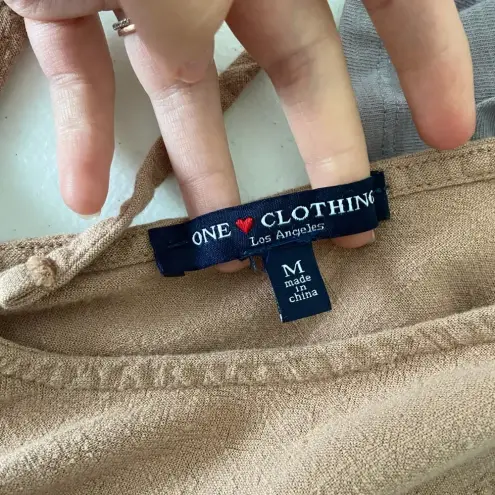 ONE ♥ CLOTHING
Los Angeles
M
made
in
china